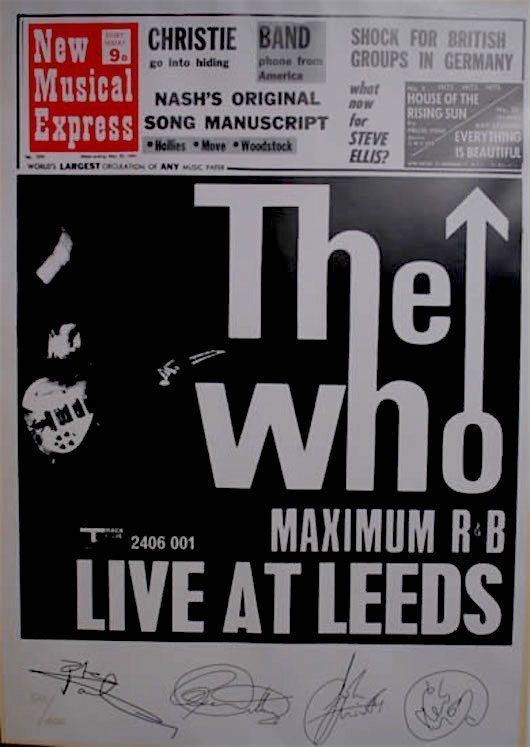 New
Musical
Express
9D
CHRISTIE
go into hiding
BAND
phone from
America
SHOCK FOR BRITISH
GROUPS IN GERMANY
NASH'S ORIGINAL
SONG MANUSCRIPT
• Hollies • Move • Woodstock
what
now
for
STEVE
ELLIS?
HOUSE OF THE
RISING SUN
EVERYTHING
IS BEAUTIFUL
WORLD'S LARGEST CIRCULATION OF ANY MUSIC PAPER
The
Who
MAXIMUM R&B
2406 001
LIVE AT LEEDS